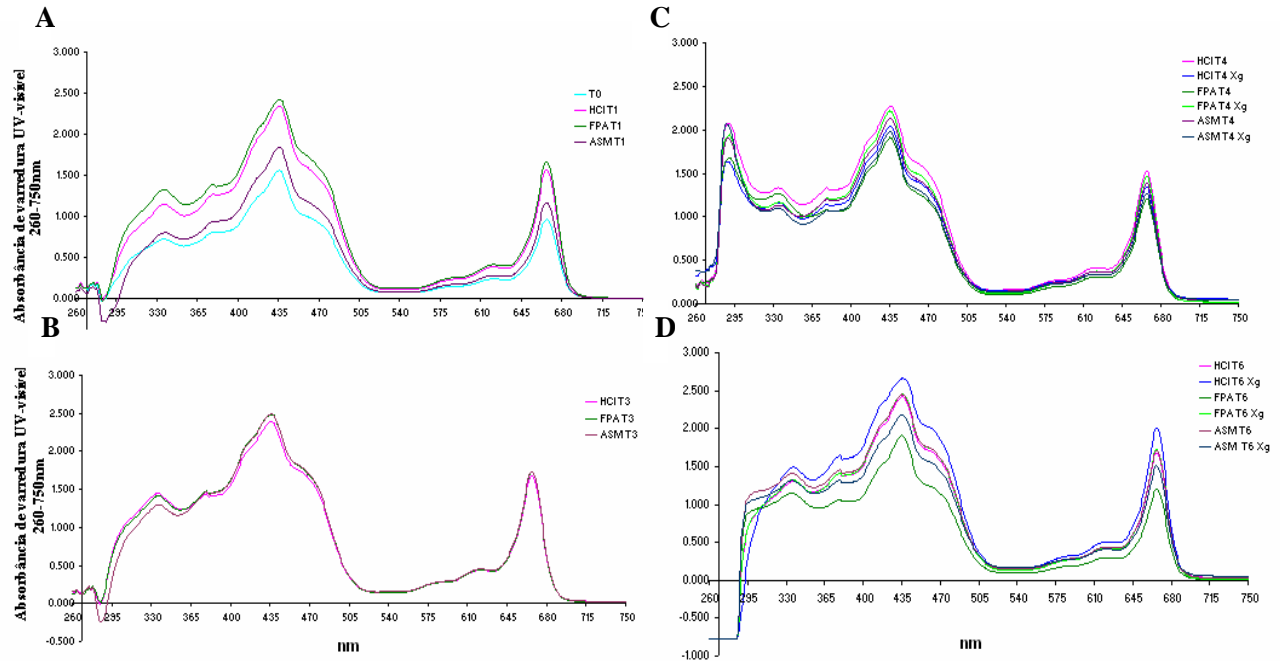 A
Absorbância de varredura UV-visível
260-750nm
3.000
2.500
2.000
1.500
1.000
0.500
0.000
260 295 330 365 400 435 470 505 540 575 610 645 680 715 75
T0
HCIT1
FPAT1
ASMT1
C
3.000
2.500
2.000
1.500
1.000
0.500
0.000
260 295 330 365 400 435 470 505 540 575 610 645 680 715 750
HCIT4
HCIT4 Xg
FPAT4
FPAT4 Xg
ASMT4
ASMT4 Xg
B
Absorbância de varredura UV-visível
260-750nm
3.000
2.500
2.000
1.500
1.000
0.500
0.000
-0.500
260 295 330 365 400 435 470 505 540 575 610 645 680 715 750
nm
HCIT3
FPAT3
ASMT3
D
3.000
2.500
2.000
1.500
1.000
0.500
0.000
-0.500
-1.000
260 295 330 365 400 435 470 505 540 575 610 645 680 715 750
nm
HCIT6
HCIT6 Xg
FPAT6
FPAT6 Xg
ASMT6
ASM T6 Xg